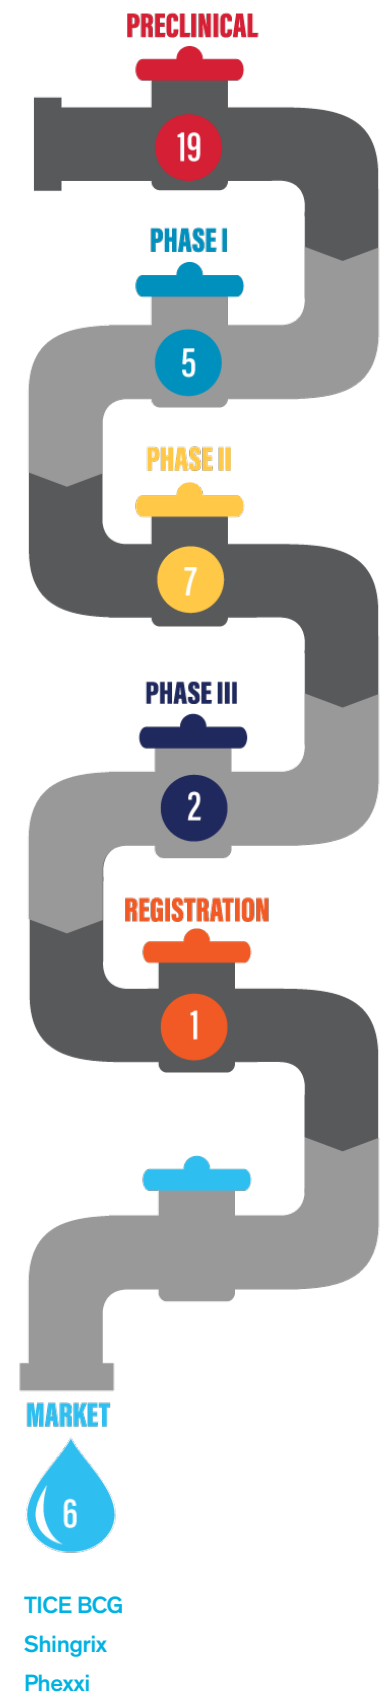 PRECLINICAL
19
PHASE I
5
PHASE II
7
PHASE III
2
REGISTRATION
1
MARKET
6
TICE BCG
Shingrix
Phexxi